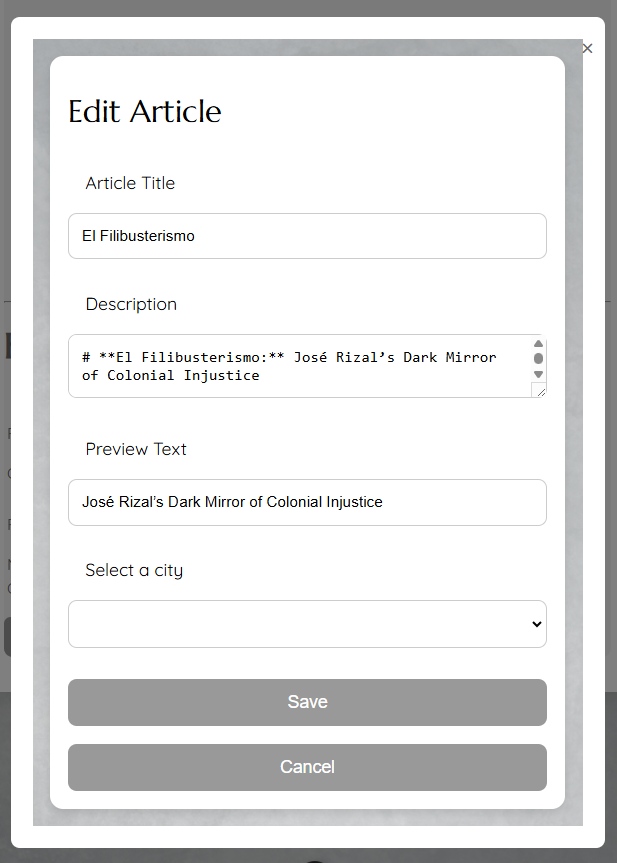 ×
Edit Article
Article Title
El Filibusterismo
Description
# **El Filibusterismo:** José Rizal’s Dark Mirror
of Colonial Injustice
Preview Text
José Rizal’s Dark Mirror of Colonial Injustice
Select a city
Save
Cancel